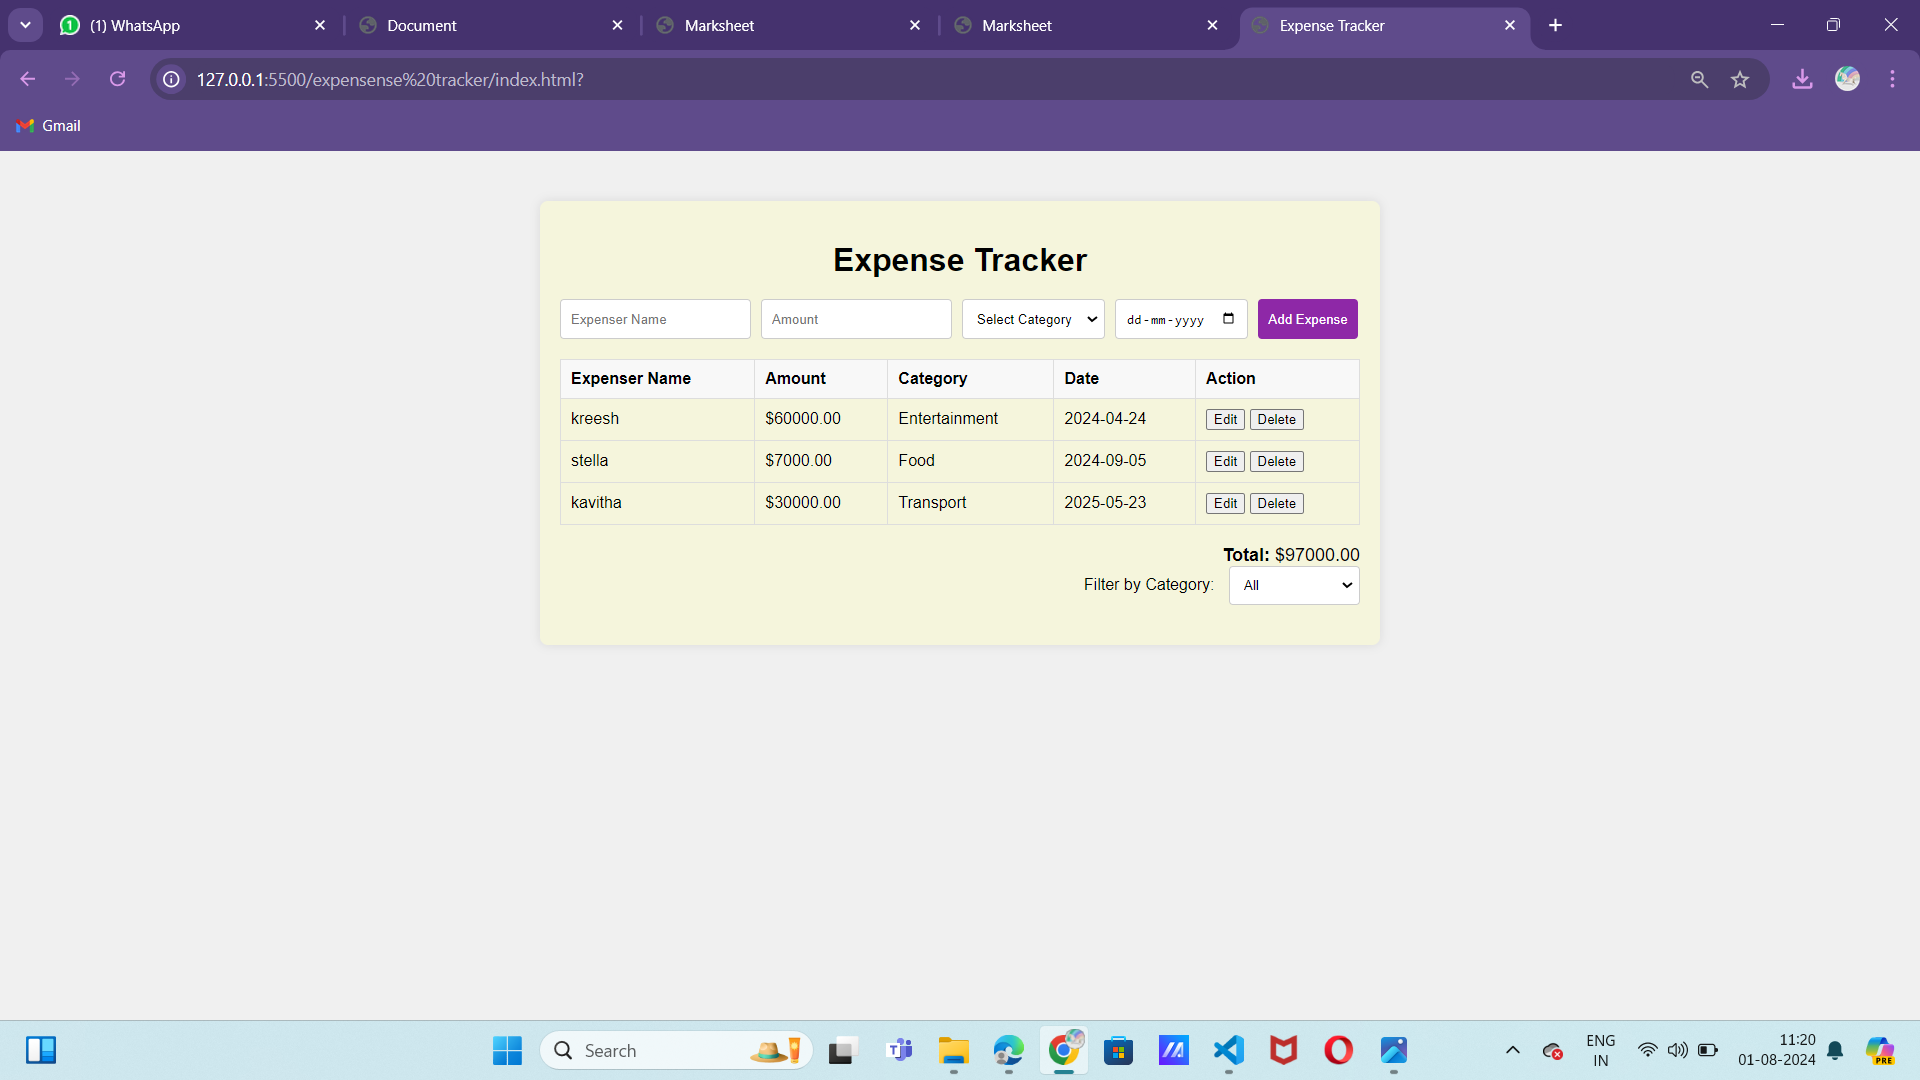 (1) WhatsApp
Document
Marksheet
Marksheet
Expense Tracker
127.0.0.1:5500/expensense%20tracker/index.html?
Gmail
Expense Tracker
Expenser Name Amount Select Category dd-mm-yyyy Add Expense
Expenser Name Amount Category Date Action
kreesh $60000.00 Entertainment 2024-04-24 Edit Delete
stella $7000.00 Food 2024-09-05 Edit Delete
kavitha $30000.00 Transport 2025-05-23 Edit Delete
Total: $97000.00
Filter by Category: All
Search
ENG
IN
11:20
01-08-2024
PRE